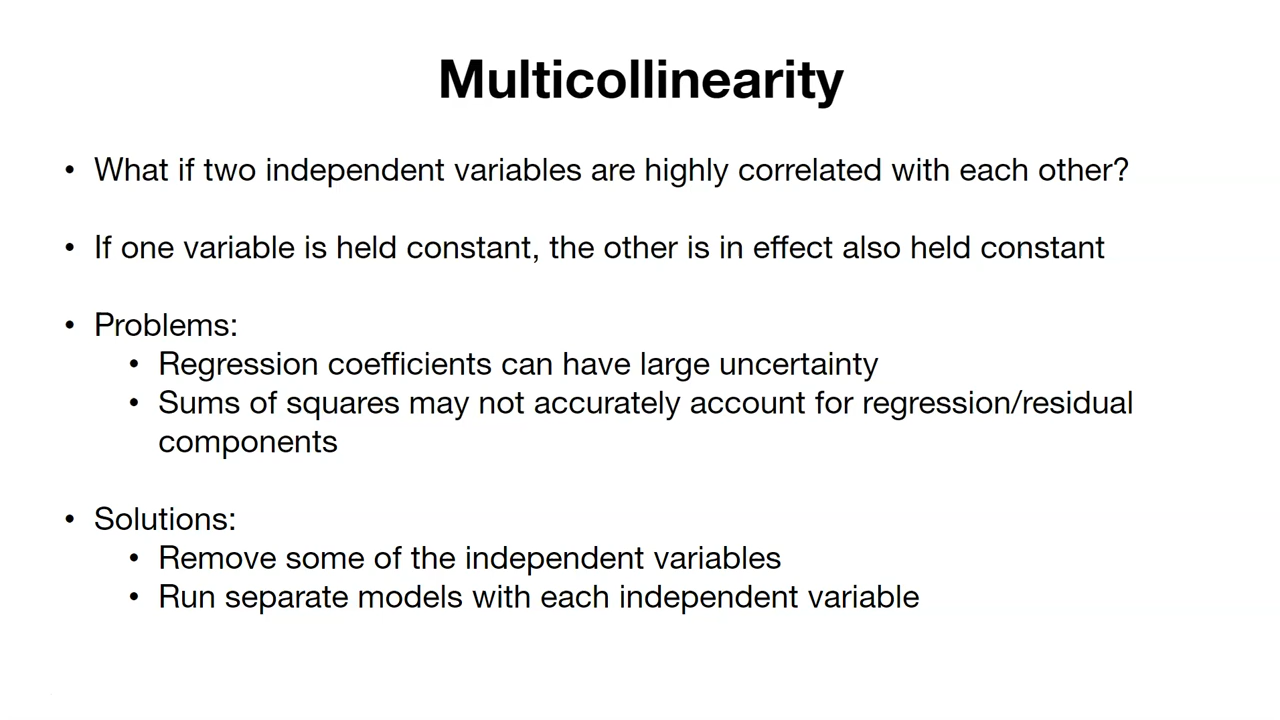 Multicollinearity
• What if two independent variables are highly correlated with each other?
• If one variable is held constant, the other is in effect also held constant
• Problems:
• Regression coefficients can have large uncertainty
• Sums of squares may not accurately account for regression/residual
components
• Solutions:
• Remove some of the independent variables
• Run separate models with each independent variable